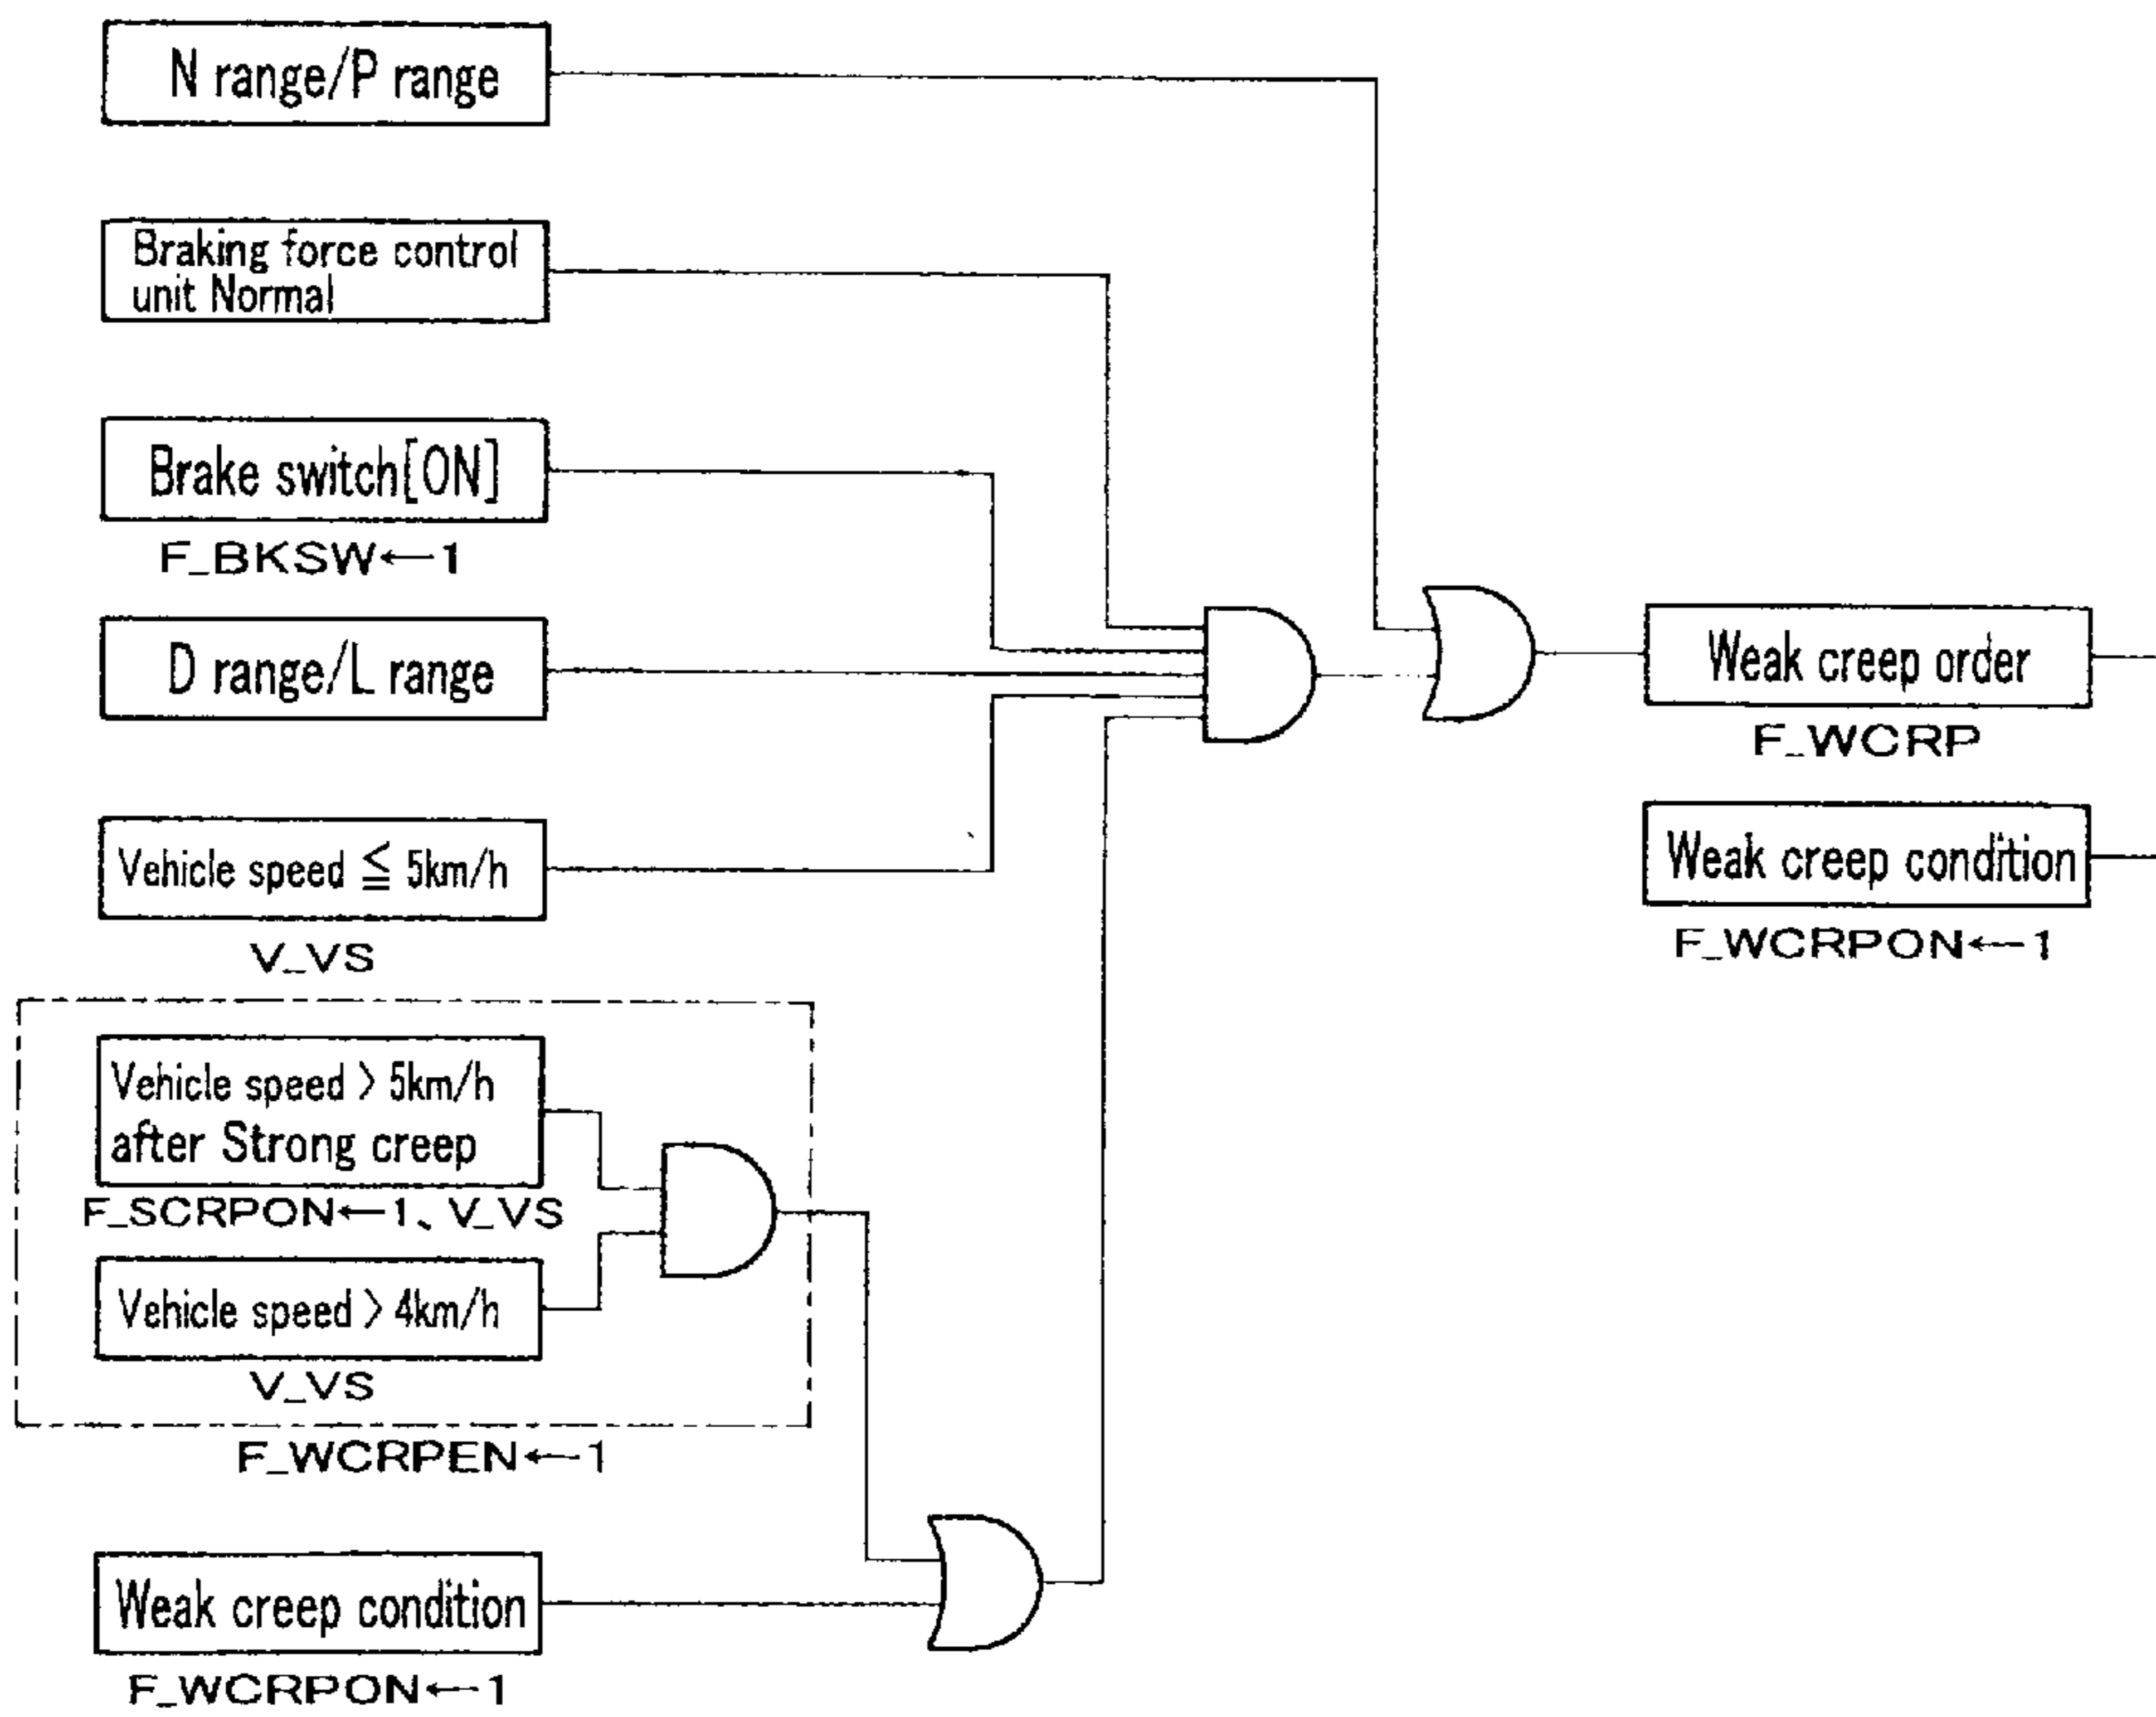 N range/P range
Braking force control
unit Normal
Brake switch[ON]
F_BKSW←1
D range/L range
Weak creep order
F_WCRP
Vehicle speed ≦ 5km/h
V_VS
Weak creep condition
F_WCRPON←1
Vehicle speed > 5km/h
after Strong creep
F_SCRPON←1、V_VS
Vehicle speed > 4km/h
V_VS
F_WCRPEN←1
Weak creep condition
F_WCRPON←1